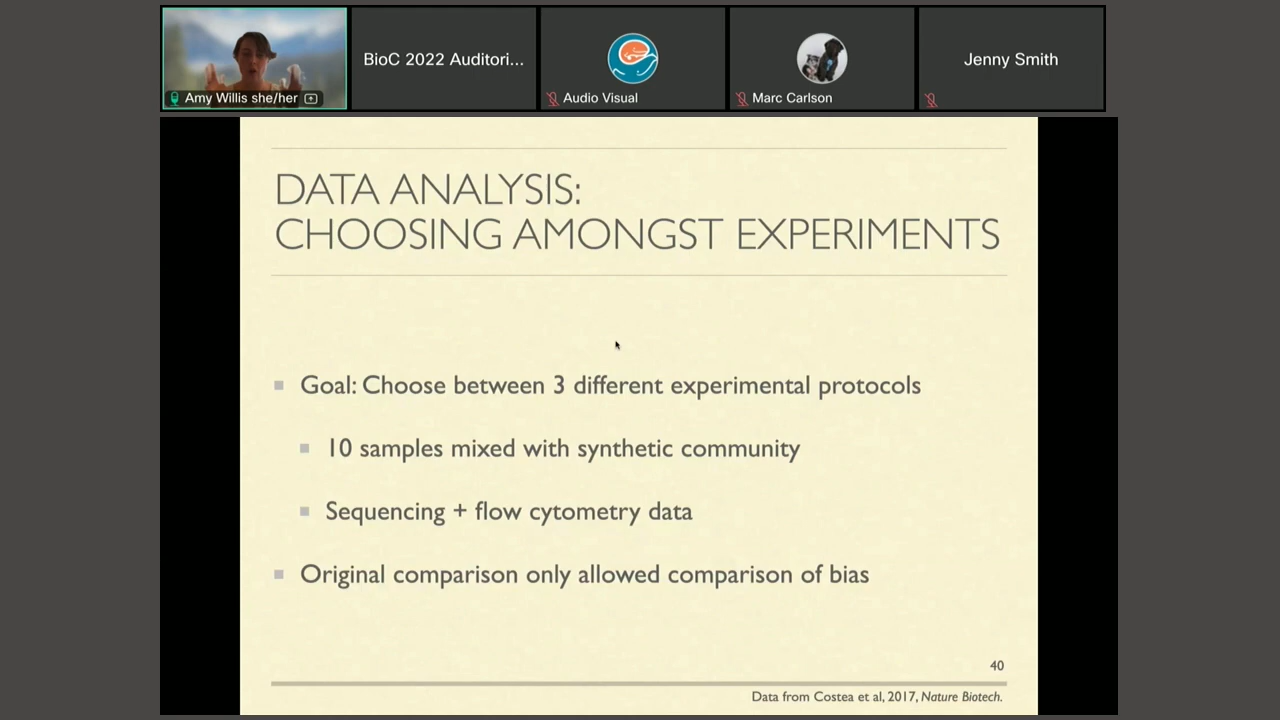 Amy Willis she/her
BioC 2022 Auditori...
Audio Visual
Marc Carlson
Jenny Smith
DATA ANALYSIS:
CHOOSING AMONGST EXPERIMENTS
Goal: Choose between 3 different experimental protocols
10 samples mixed with synthetic community
Sequencing + flow cytometry data
Original comparison only allowed comparison of bias
40
Data from Costea et al, 2017, Nature Biotech.